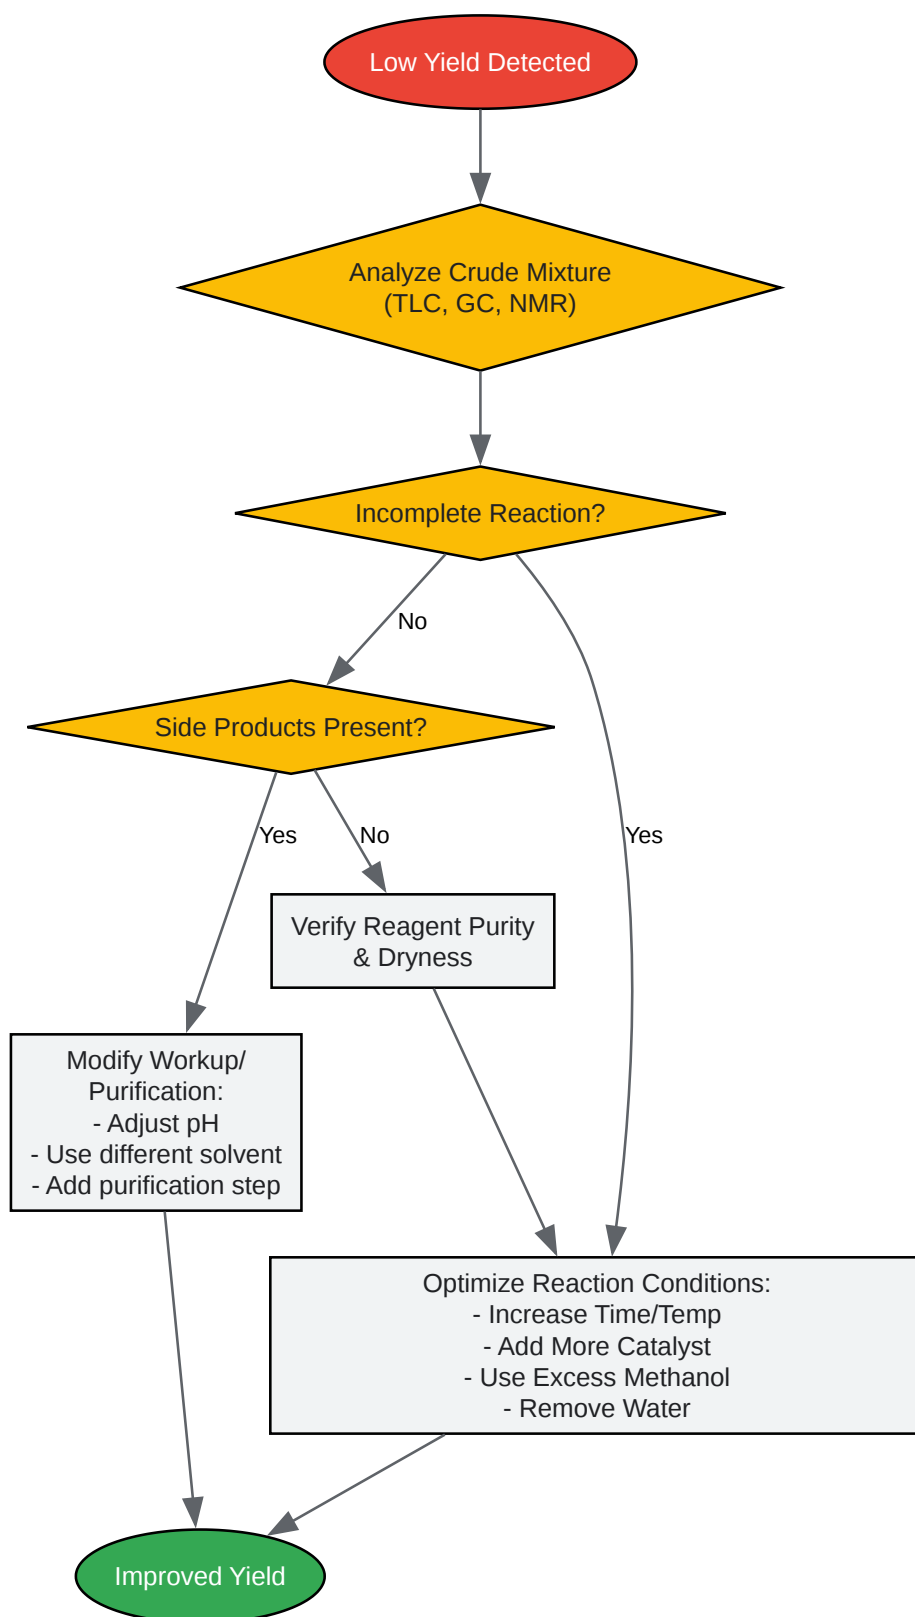 Low Yield Detected
Analyze Crude Mixture
(TLC, GC, NMR)
Incomplete Reaction?
No
Side Products Present?
Yes
No
Yes
Verify Reagent Purity
& Dryness
Modify Workup/
Purification:
- Adjust pH
- Use different solvent
- Add purification step
Optimize Reaction Conditions:
- Increase Time/Temp
- Add More Catalyst
- Use Excess Methanol
- Remove Water
Improved Yield